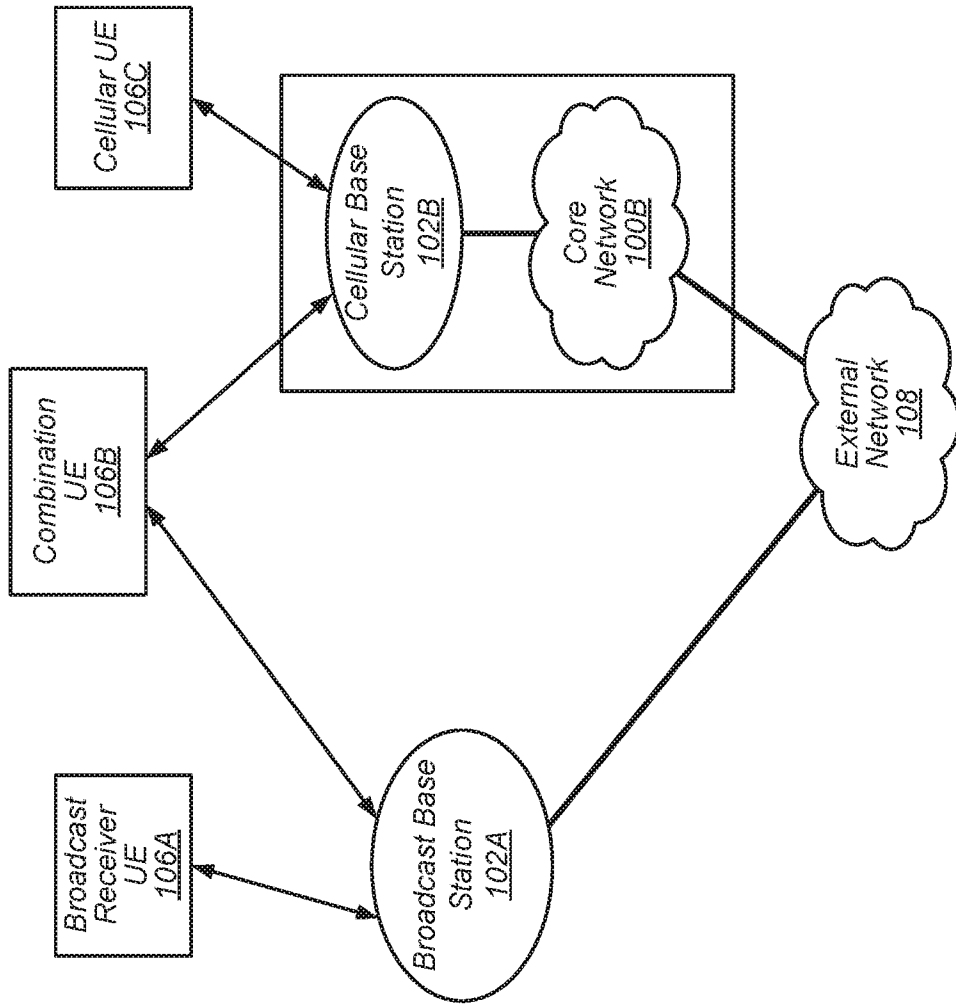 Broadcast
Receiver
UE
106A
Combination
UE
106B
Cellular UE
106C
Broadcast Base
Station
102A
Cellular Base
Station
102B
Core
Network
100B
External
Network
108